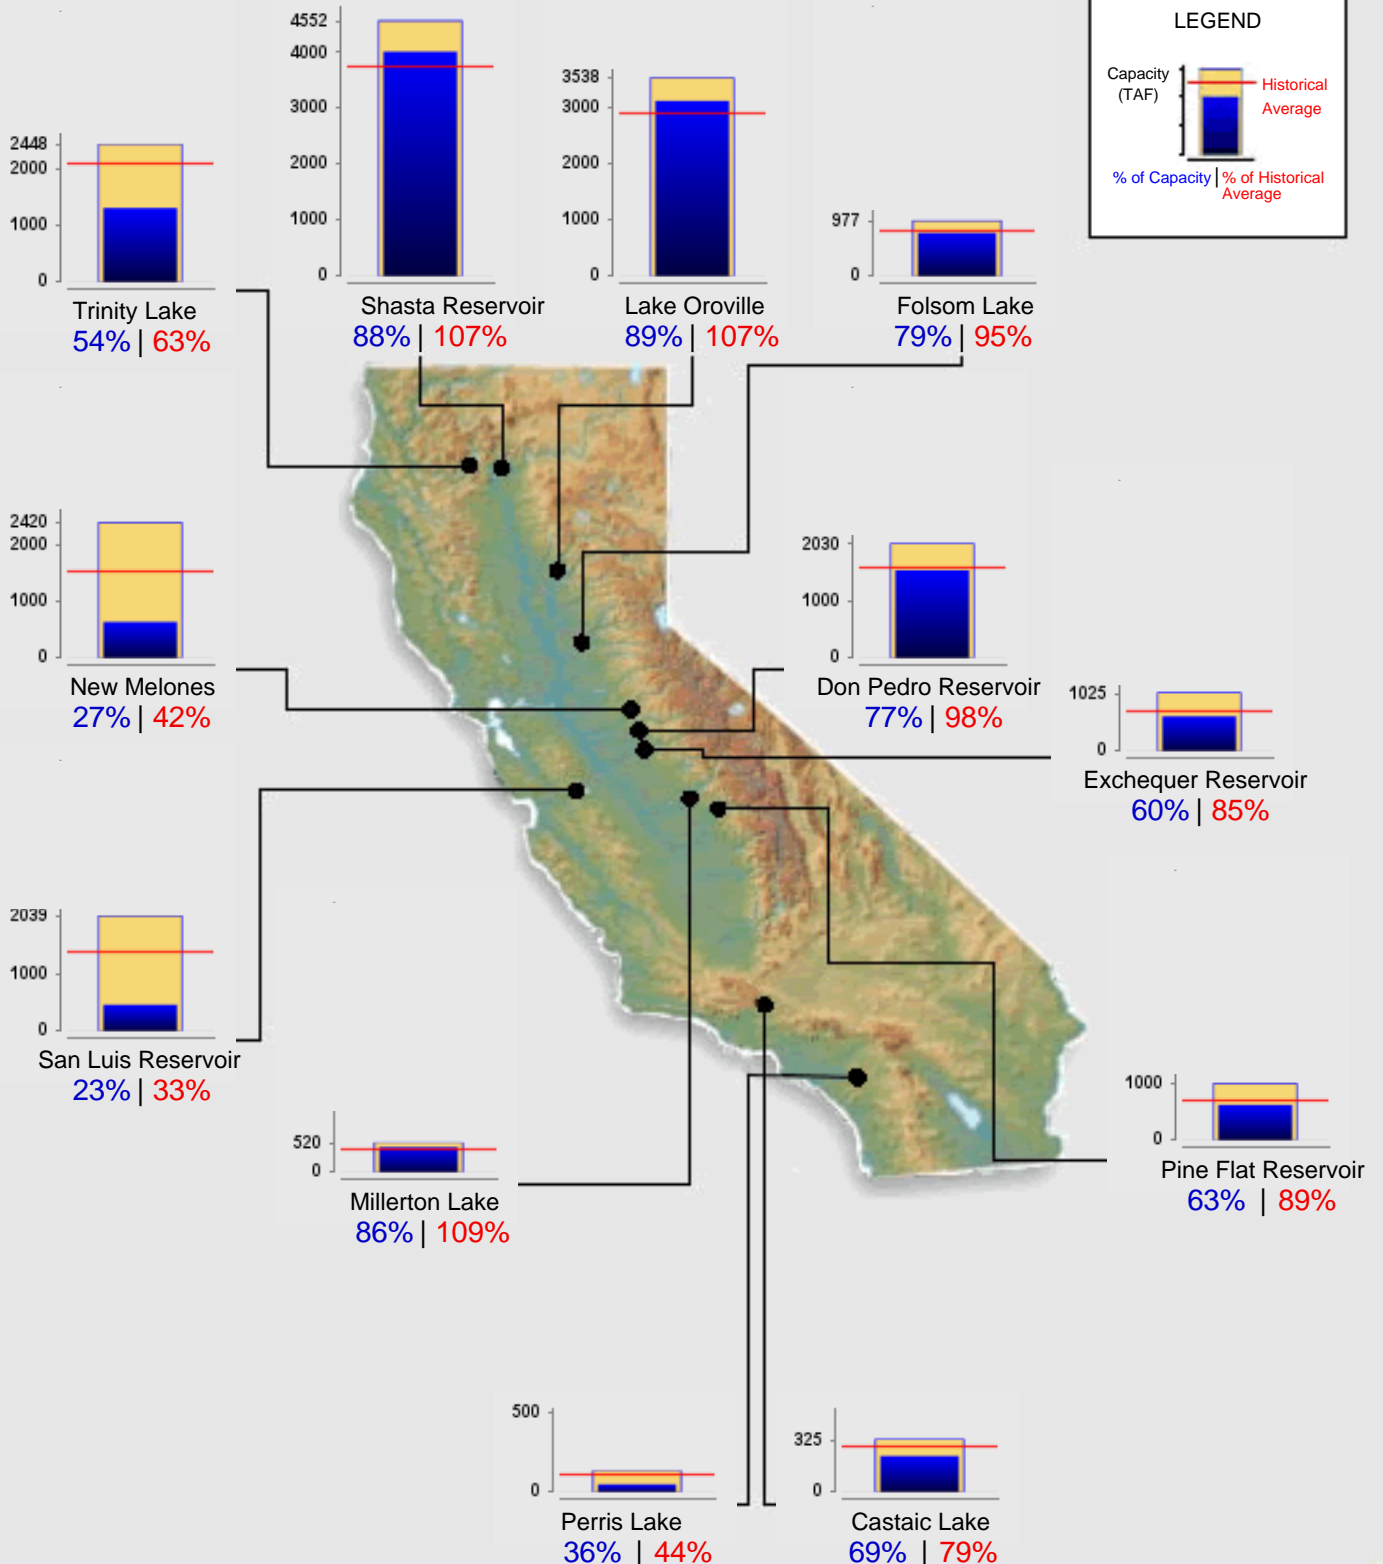 4552
4000
3000
2000
1000
0
Shasta Reservoir
88% | 107%
3538
3000
2000
1000
0
Lake Oroville
89% | 107%
LEGEND
Capacity
(TAF)
Historical
Average
% of Capacity | % of Historical
Average
2448
2000
1000
0
Trinity Lake
54% | 63%
977
0
Folsom Lake
79% | 95%
2420
2000
1000
0
New Melones
27% | 42%
2030
1000
0
Don Pedro Reservoir
77% | 98%
1025
0
Exchequer Reservoir
60% | 85%
2039
1000
0
San Luis Reservoir
23% | 33%
520
0
Millerton Lake
86% | 109%
1000
0
Pine Flat Reservoir
63% | 89%
500
0
Perris Lake
36% | 44%
325
0
Castaic Lake
69% | 79%